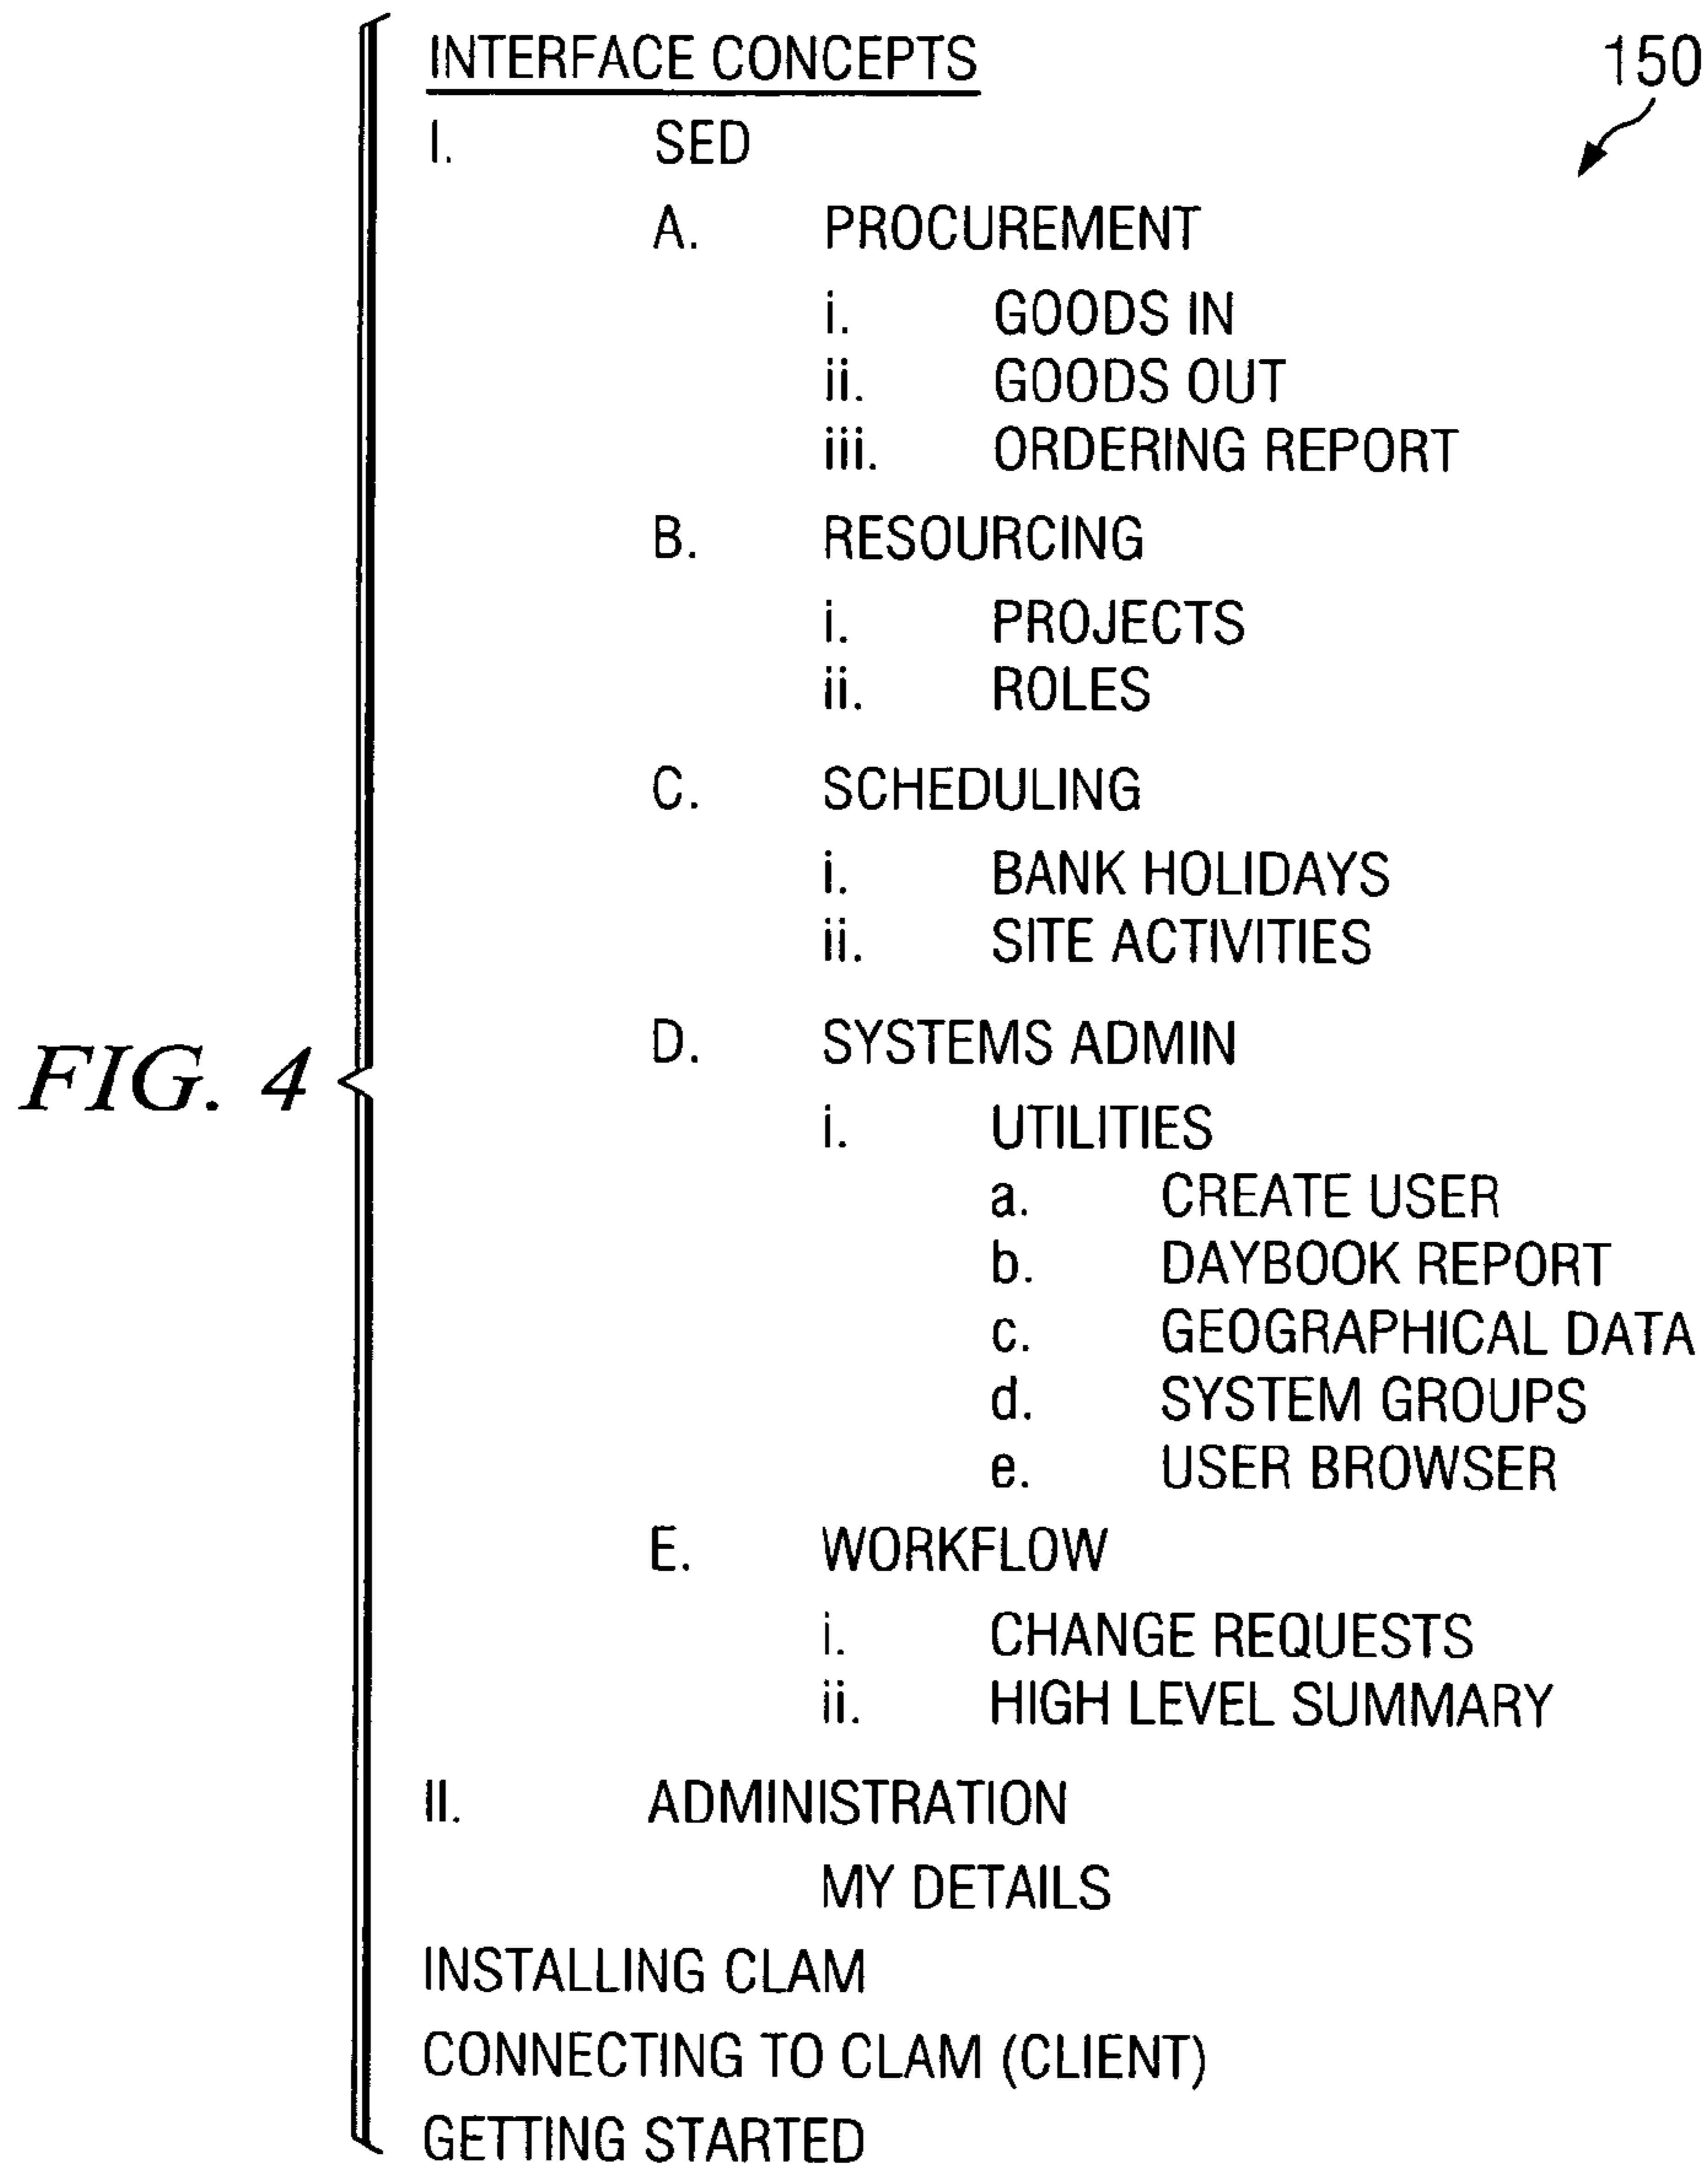 INTERFACE CONCEPTS
150
I. SED
A. PROCUREMENT
i. GOODS IN
ii. GOODS OUT
iii. ORDERING REPORT
B. RESOURCING
i. PROJECTS
ii. ROLES
C. SCHEDULING
i. BANK HOLIDAYS
ii. SITE ACTIVITIES
FIG. 4
D. SYSTEMS ADMIN
i. UTILITIES
a. CREATE USER
b. DAYBOOK REPORT
c. GEOGRAPHICAL DATA
d. SYSTEM GROUPS
e. USER BROWSER
E. WORKFLOW
i. CHANGE REQUESTS
ii. HIGH LEVEL SUMMARY
II. ADMINISTRATION
MY DETAILS
INSTALLING CLAM
CONNECTING TO CLAM (CLIENT)
GETTING STARTED